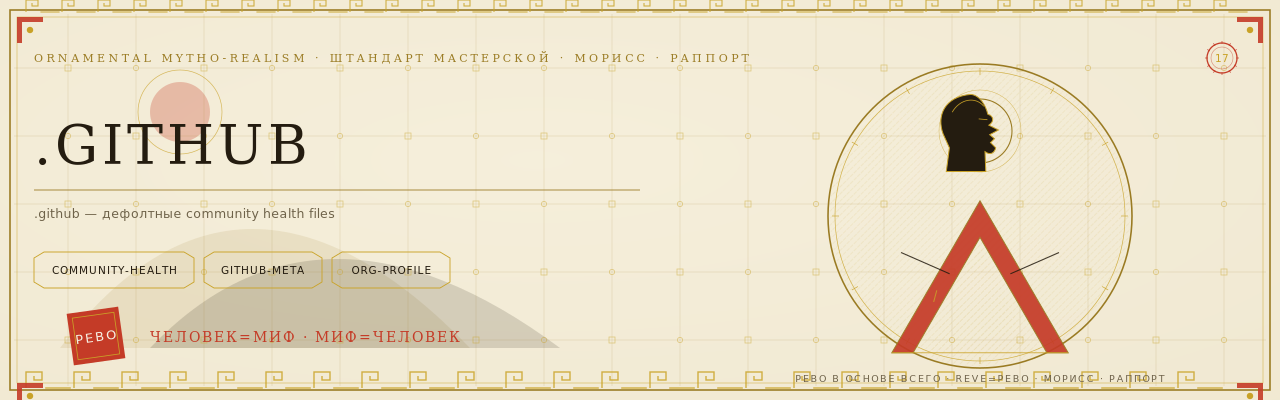 ORNAMENTAL MYTHO-REALISM · ШТАНДАРТ МАСТЕРСКОЙ · МОРИСС · РАППОРТ
17
.GITHUB
.github — дефолтные community health files
COMMUNITY-HEALTH GITHUB-META ORG-PROFILE
РЕВО
ЧЕЛОВЕК=МИФ · МИФ=ЧЕЛОВЕК
РЕВО В ОСНОВЕ ВСЕГО · REVE=РЕВО · МОРИСС · РАППОРТ